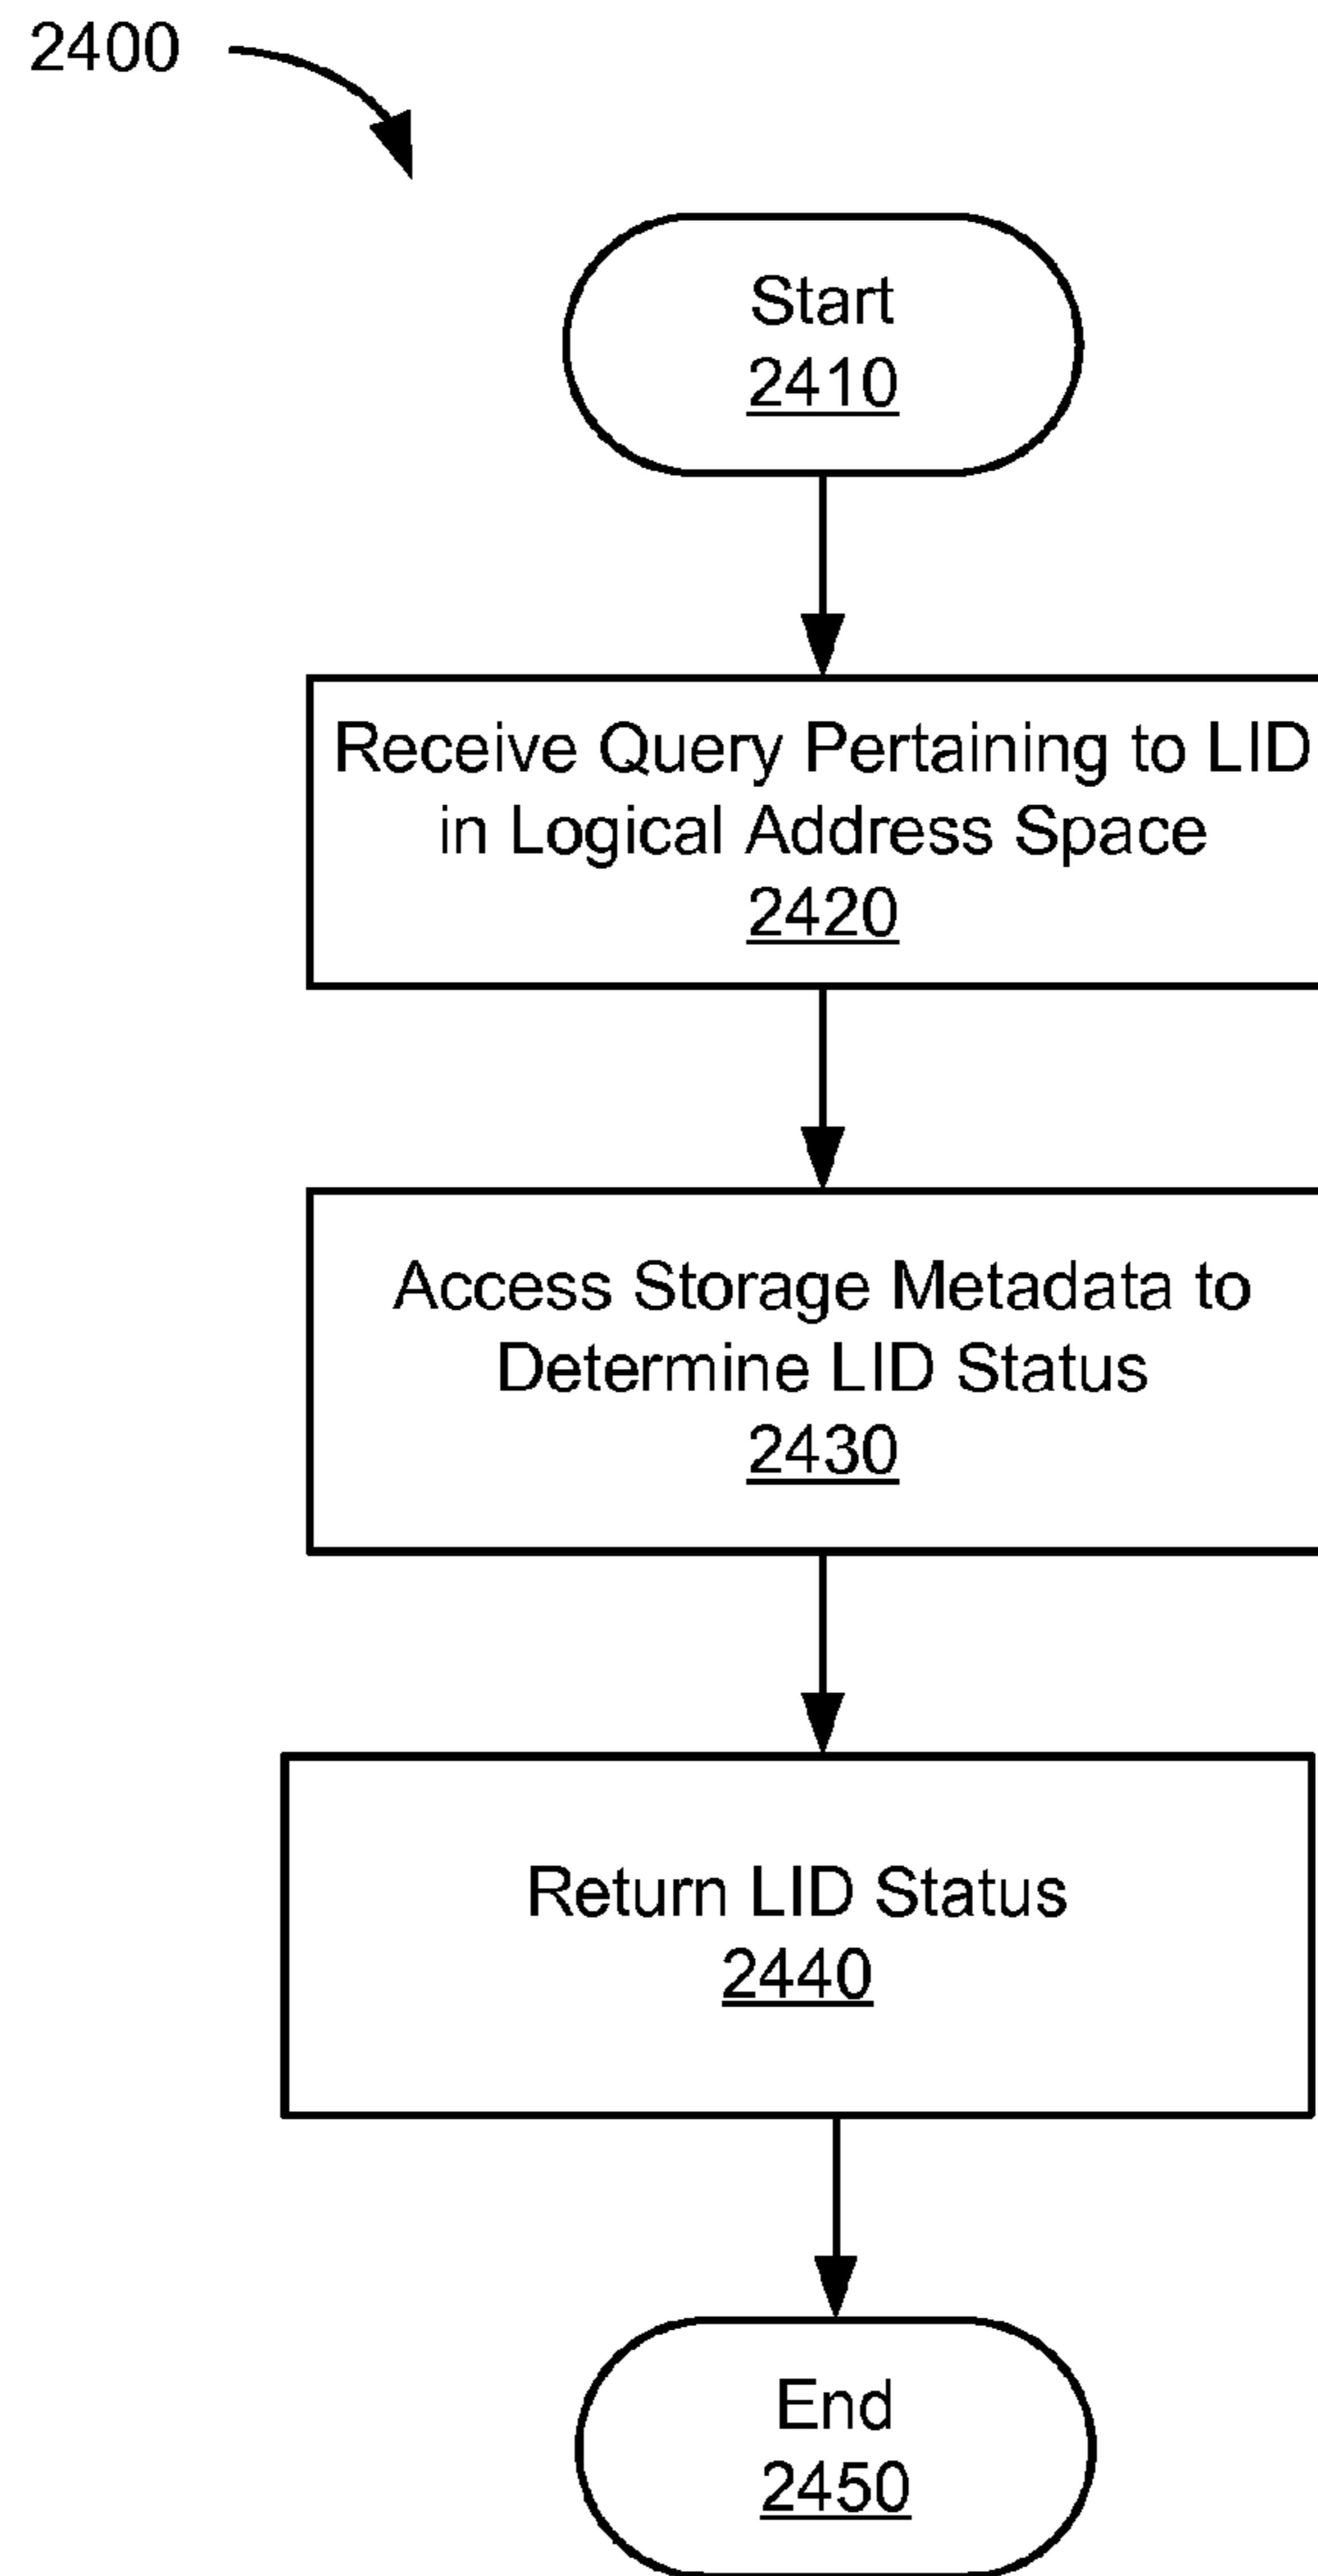 2400
Start
2410
Receive Query Pertaining to LID
in Logical Address Space
2420
Access Storage Metadata to
Determine LID Status
2430
Return LID Status
2440
End
2450